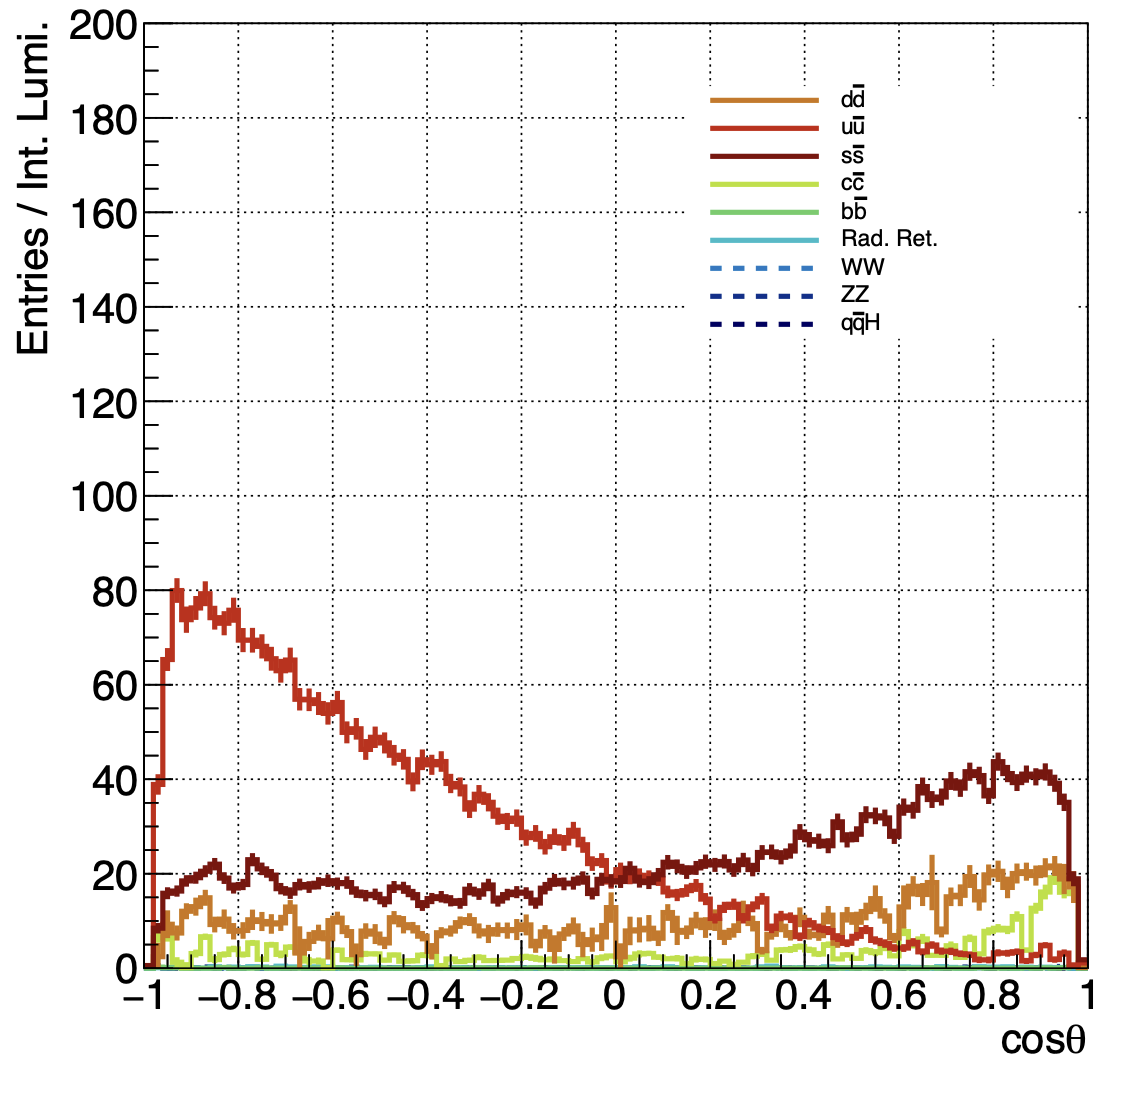 Entries / Int. Lumi.
200
180
160
140
120
100
80
60
40
20
0
dd̅
uu̅
ss̅
cc̅
bb̅
Rad. Ret.
WW
ZZ
qq̅H
−1 −0.8 −0.6 −0.4 −0.2 0 0.2 0.4 0.6 0.8 1
cosθ